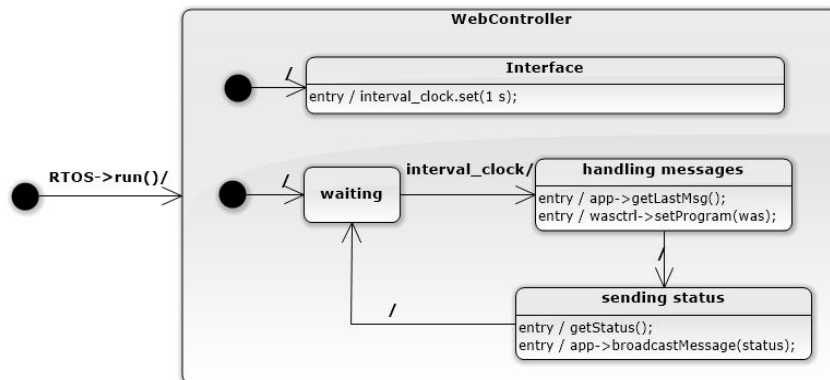 WebController
/
Interface
entry / interval_clock.set(1 s);
RTOS->run()/
/
waiting
interval_clock/
handling messages
entry / app->getLastMsg();
entry / wasctrl->setProgram(was);
/
sending status
/
entry / getStatus();
entry / app->broadcastMessage(status);